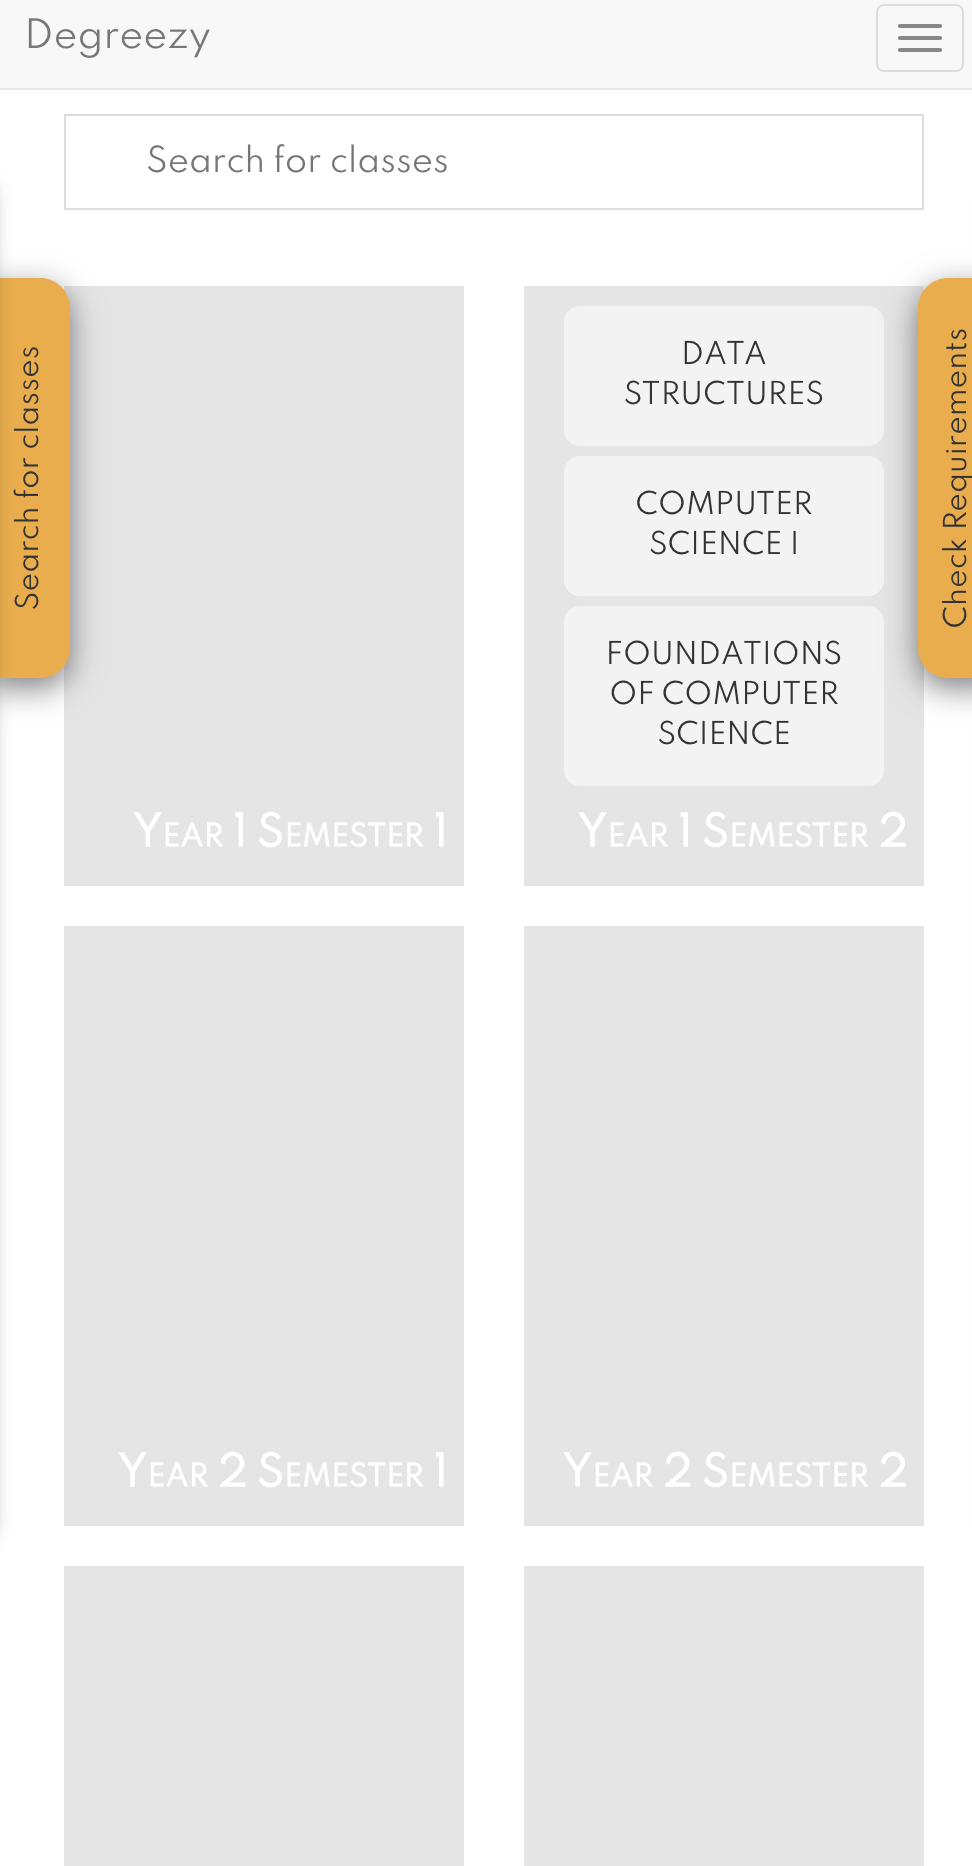 Degreezy
Search for classes
Search for classes
Check Requirements
DATA
STRUCTURES
COMPUTER
SCIENCE I
FOUNDATIONS
OF COMPUTER
SCIENCE
Year 1 Semester 1
Year 1 Semester 2
Year 2 Semester 1
Year 2 Semester 2